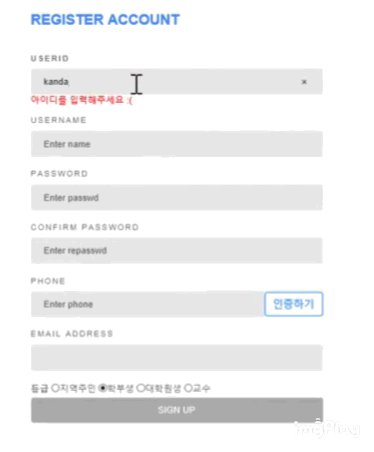 REGISTER ACCOUNT
USERID
kanda ×
아이디를 입력해주세요 :(
USERNAME
Enter name
PASSWORD
Enter passwd
CONFIRM PASSWORD
Enter repasswd
PHONE
Enter phone 인증하기
EMAIL ADDRESS
등급 지역주민 학부생 대학원생 교수
SIGN UP